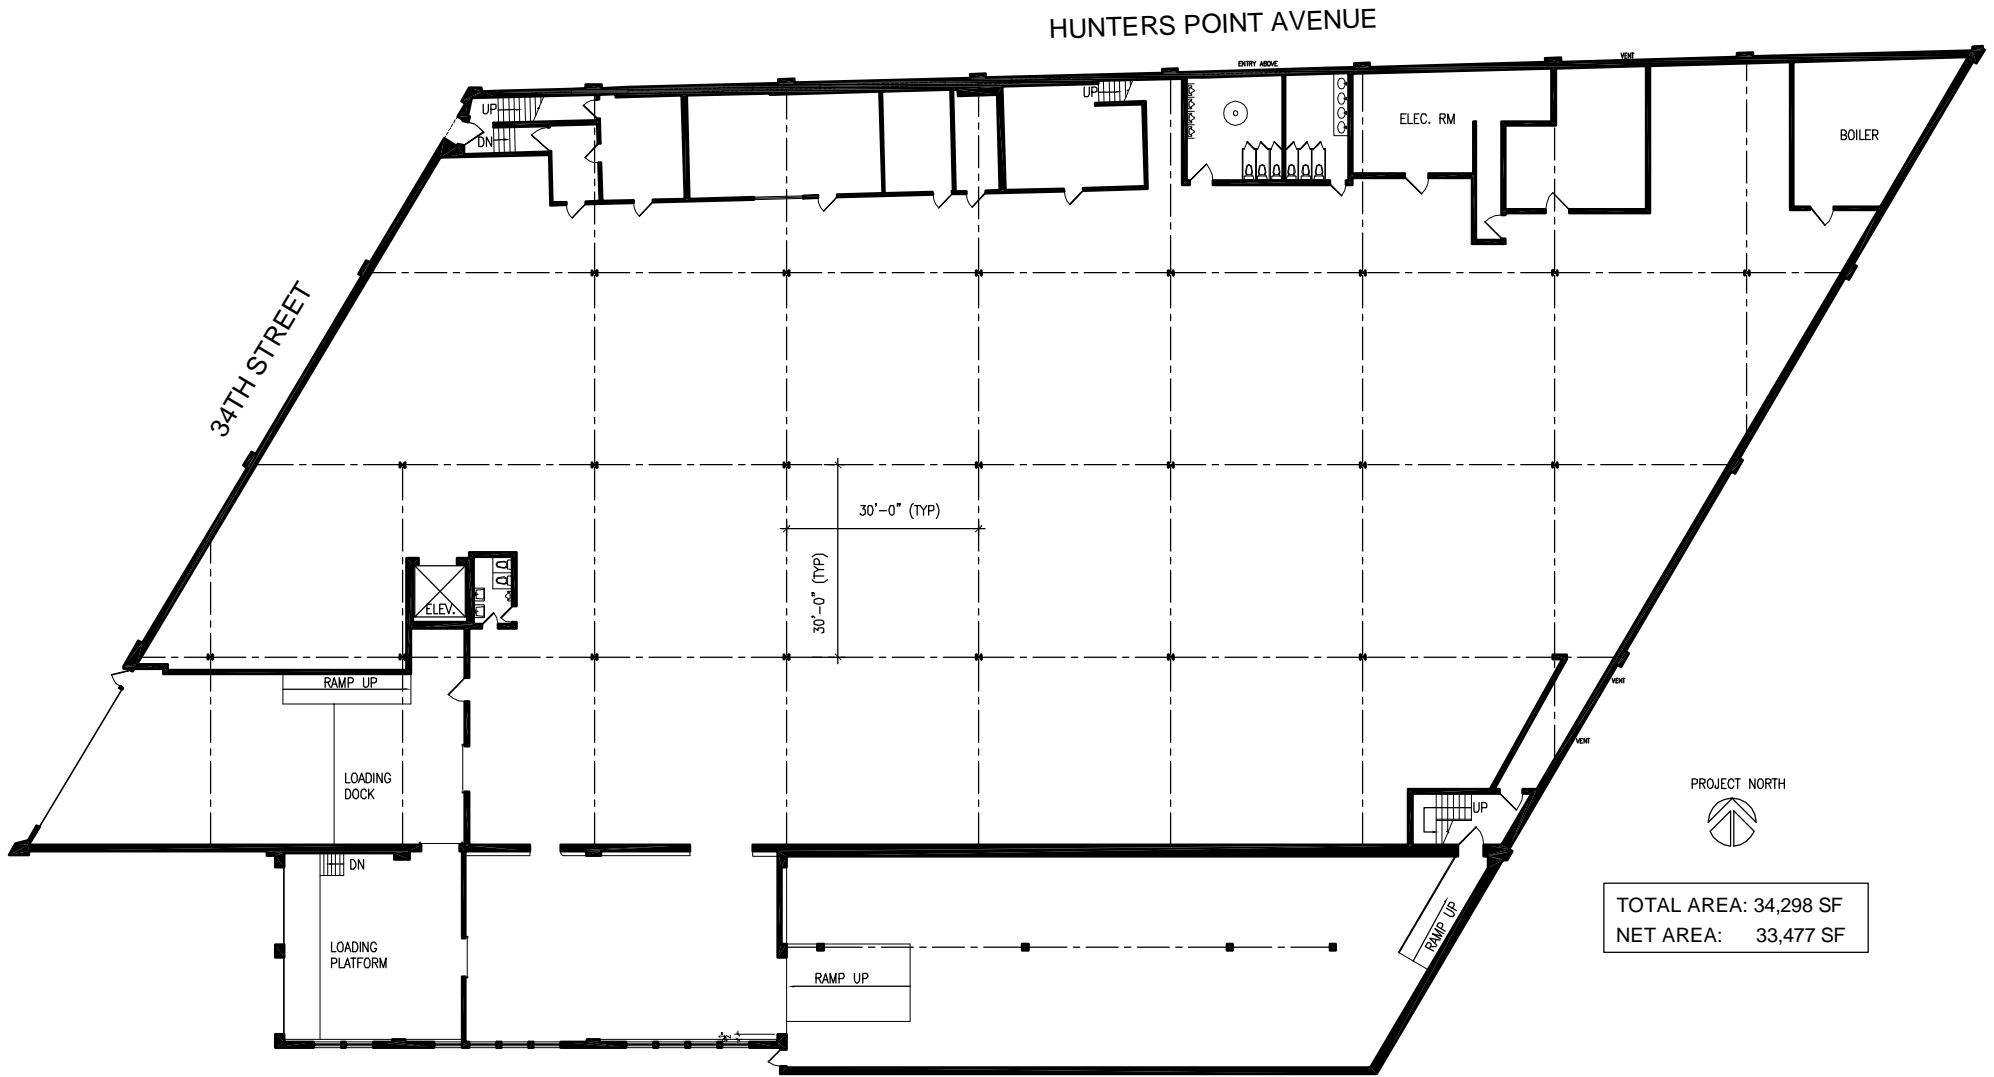 HUNTERS POINT AVENUE
ENTRY ABOVE
VENT
UP
UP
DN
ELEC. RM
BOILER
34TH STREET
30'-0" (TYP)
30'-0" (TYP)
ELEV.
RAMP UP
VENT
VENT
LOADING
DOCK
UP
PROJECT NORTH
DN
LOADING
PLATFORM
RAMP UP
RAMP UP
TOTAL AREA: 34,298 SF
NET AREA: 33,477 SF